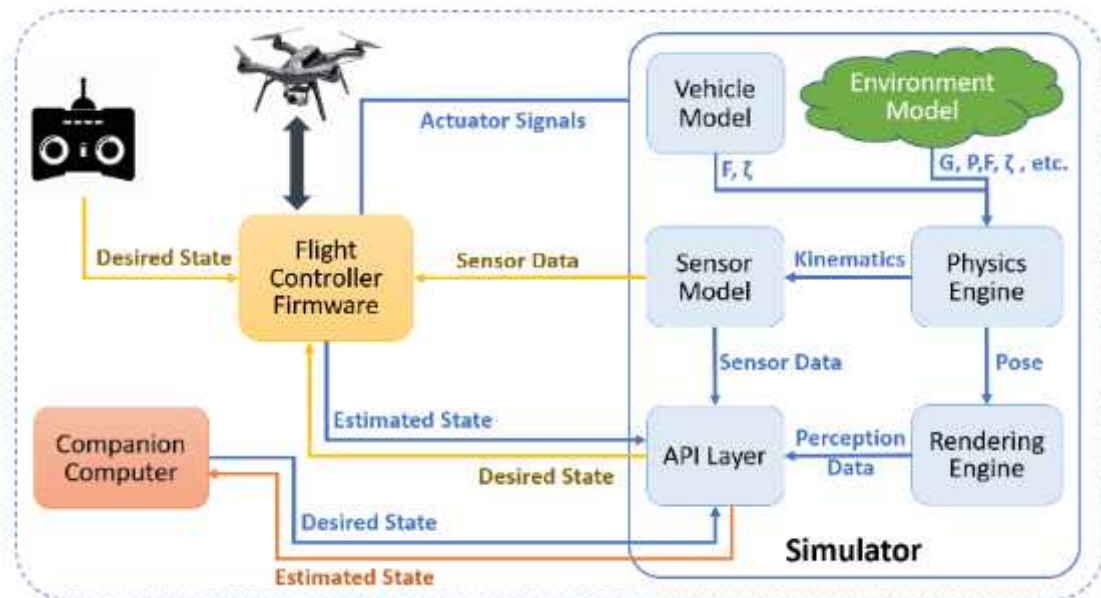 Actuator Signals
Vehicle
Model
Environment
Model
F, ζ
G, P,F, ζ , etc.
Desired State
Flight
Controller
Firmware
Sensor Data
Sensor
Model
Kinematics
Physics
Engine
Sensor Data
Pose
Companion
Computer
Estimated State
Desired State
API Layer
Perception
Data
Rendering
Engine
Desired State
Estimated State
Simulator